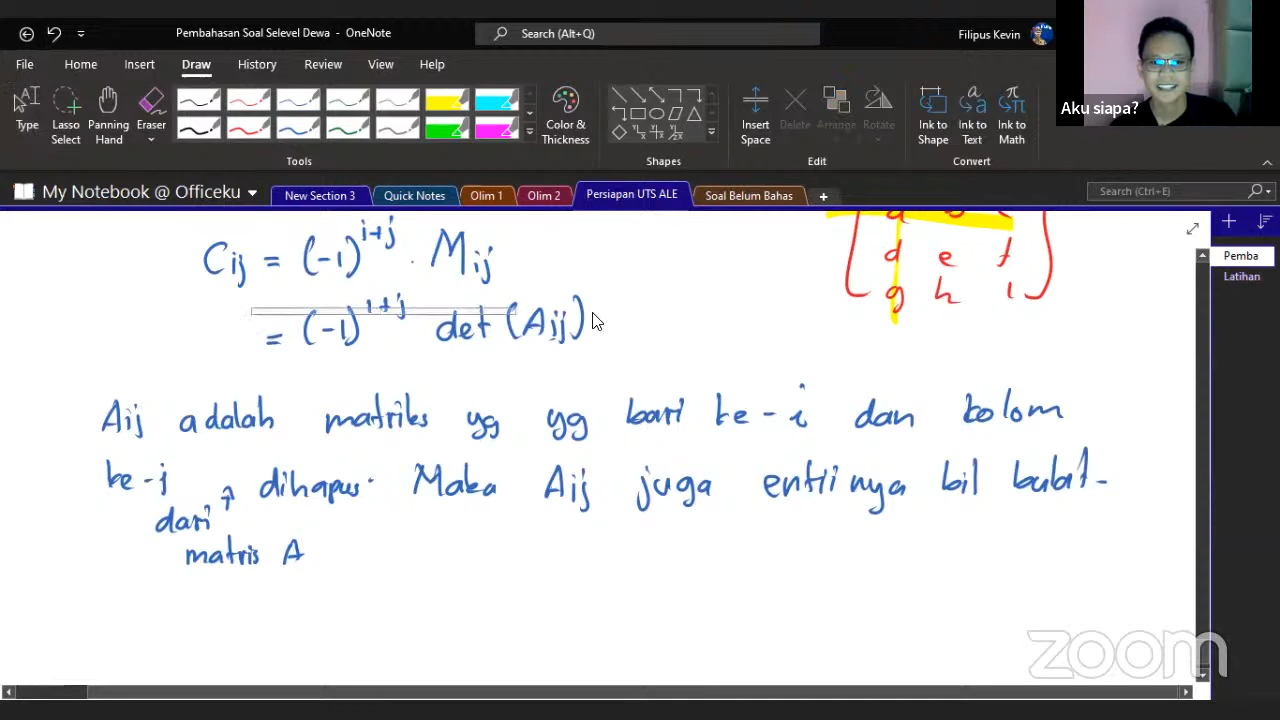 Pembahasan Soal Selevel Dewa - OneNote
Search (Alt+Q)
Filipus Kevin
File Home Insert Draw History Review View Help
Aku siapa?
Type
Lasso Select
Panning Hand
Eraser
Color & Thickness
Insert Space
Delete
Arrange
Rotate
Ink to Shape
Ink to Text
Ink to Math
Tools Shapes Edit Convert
My Notebook @ Officeku
New Section 3 Quick Notes Olim 1 Olim 2 Persiapan UTS ALE Soal Belum Bahas
Search (Ctrl+E)
Pemba
Latihan
Cij = (-1)^i+j . Mij
= (-1)^i+j det (Aij)
d e f
g h i
Aij adalah matriks yg yg bari ke-i dan kolom
ke-j dihapus. Maka Aij juga entrinya bil bulat.
dari
matris A
zoom